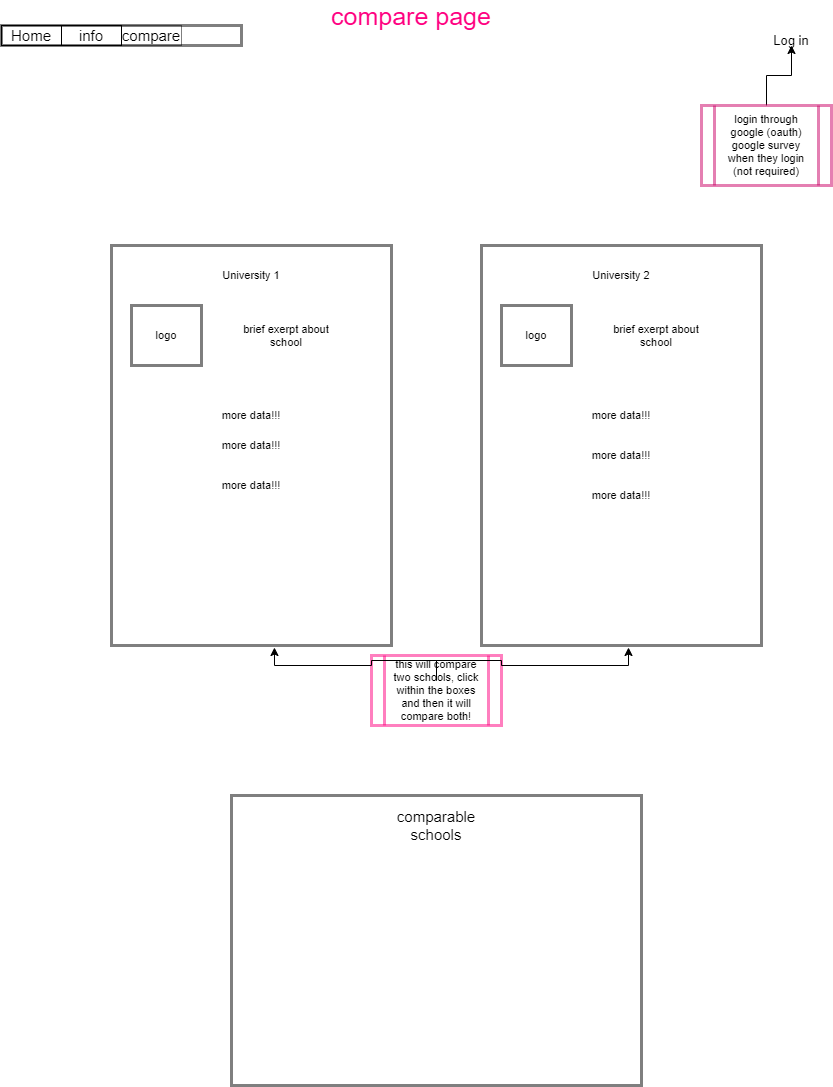 compare page
Home
info
compare
Log in
login through
google (oauth)
google survey
when they login
(not required)
University 1
logo
brief exerpt about
school
more data!!!
more data!!!
more data!!!
University 2
logo
brief exerpt about
school
more data!!!
more data!!!
more data!!!
this will compare
two schools, click
within the boxes
and then it will
compare both!
comparable
schools